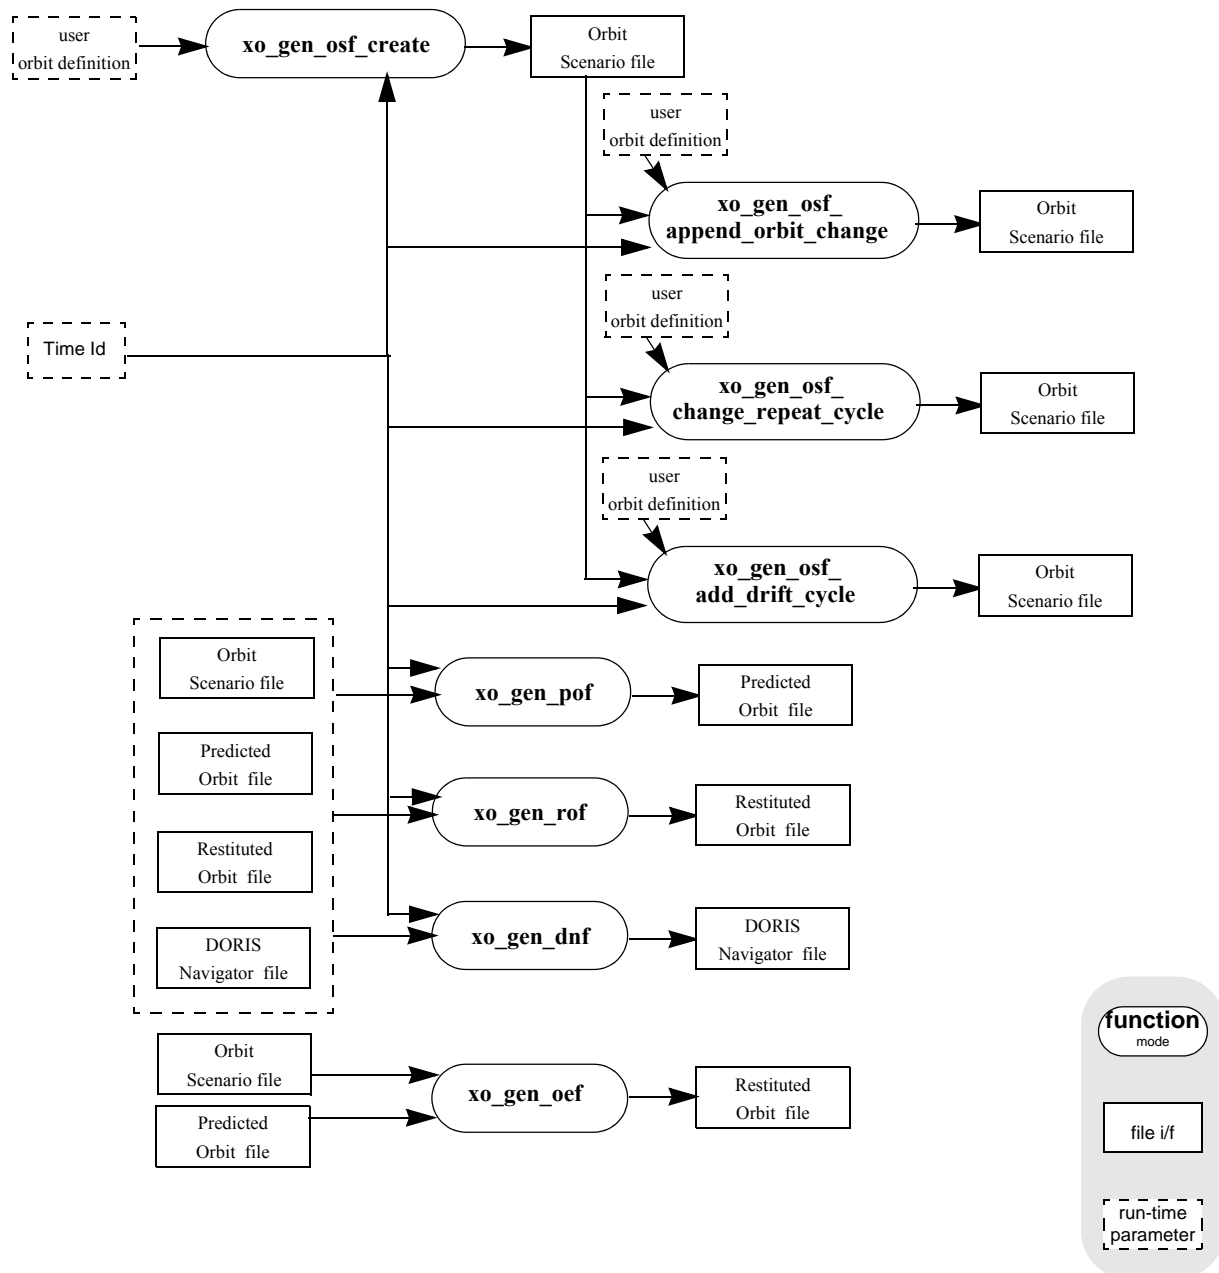 user
orbit definition
xo_gen_osf_create
Orbit
Scenario file
user
orbit definition
xo_gen_osf_
append_orbit_change
Orbit
Scenario file
user
orbit definition
Time Id
xo_gen_osf_
change_repeat_cycle
Orbit
Scenario file
user
orbit definition
xo_gen_osf_
add_drift_cycle
Orbit
Scenario file
Orbit
Scenario file
xo_gen_pof
Predicted
Orbit file
Predicted
Orbit file
xo_gen_rof
Restituted
Orbit file
Restituted
Orbit file
DORIS
Navigator file
xo_gen_dnf
DORIS
Navigator file
Orbit
Scenario file
Predicted
Orbit file
xo_gen_oef
Restituted
Orbit file
function
mode
file i/f
run-time
parameter